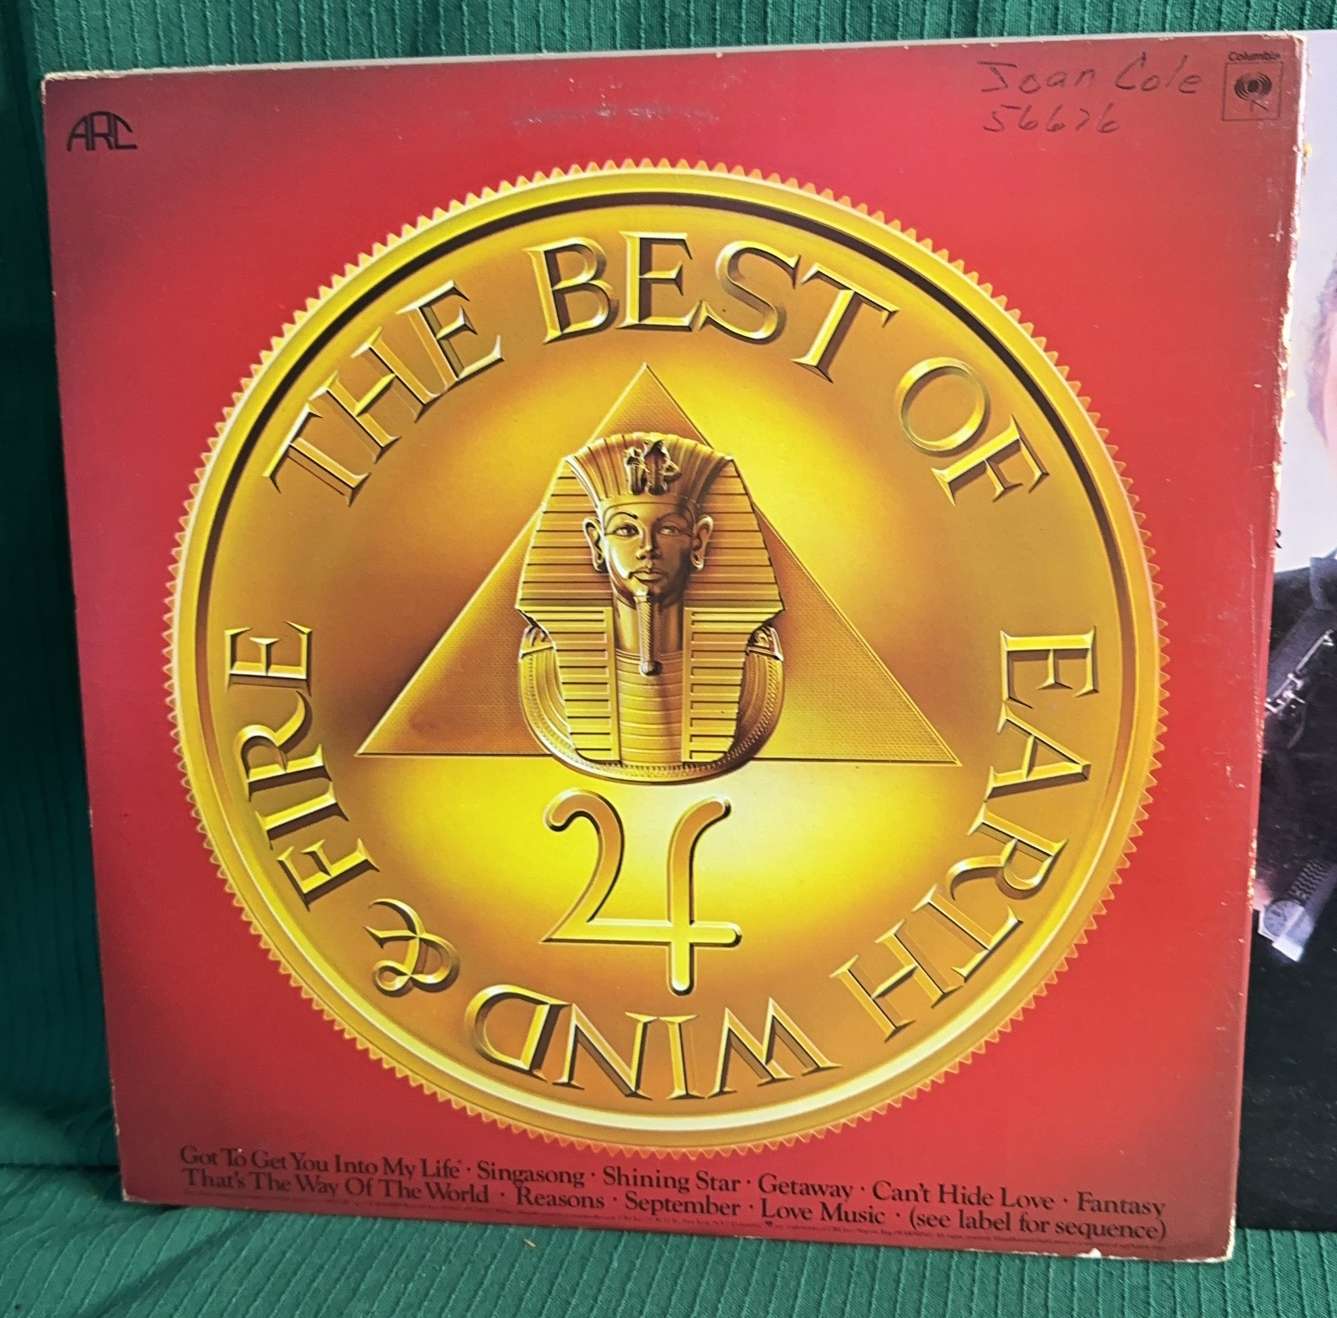 ARC
Joan Cole
56626
Columbia
THE BEST OF
EARTH WIND & FIRE
Got To Get You Into My Life · Singasong · Shining Star · Getaway · Can't Hide Love · Fantasy
That's The Way Of The World · Reasons · September · Love Music · (see label for sequence)
R